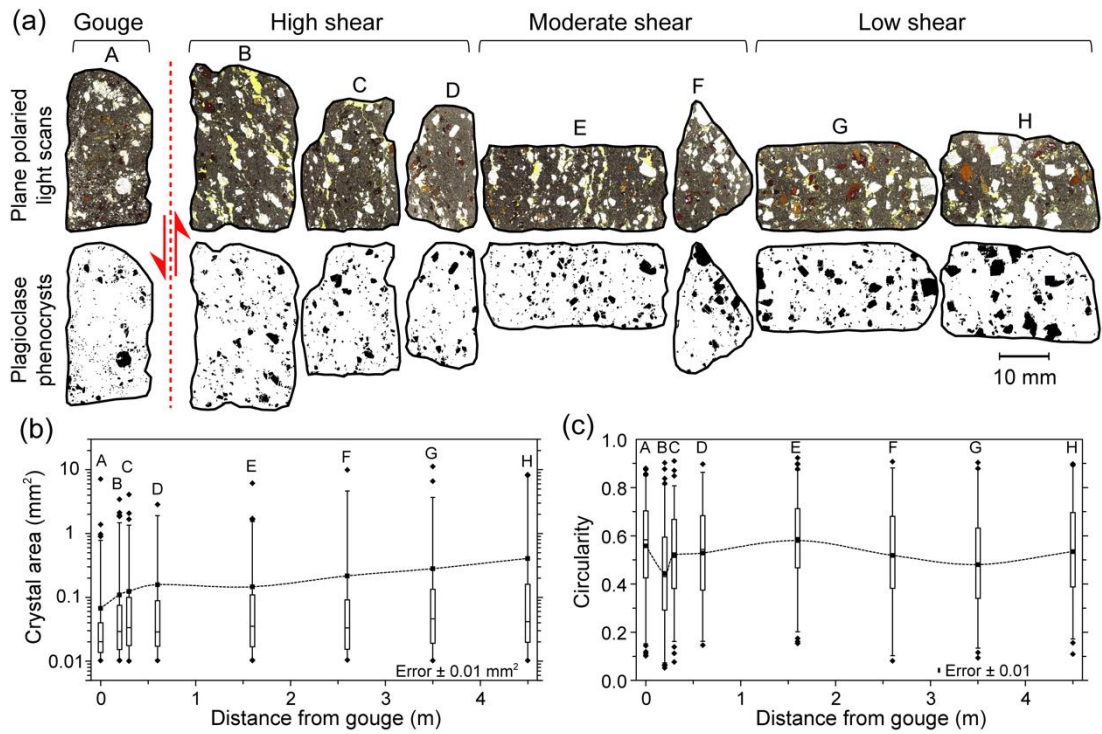 (a)
Gouge
High shear
Moderate shear
Low shear
A
B
C
D
E
F
G
H
Plane polaried
light scans
Plagioclase
phenocrysts
10 mm
(b)
Crystal area (mm²)
10
1
0.1
0.01
A
B
C
D
E
F
G
H
Error ± 0.01 mm²
0
1
2
3
4
Distance from gouge (m)
(c)
Circularity
1.0
0.8
0.6
0.4
0.2
0.0
A
B
C
D
E
F
G
H
Error ± 0.01
0
1
2
3
4
Distance from gouge (m)